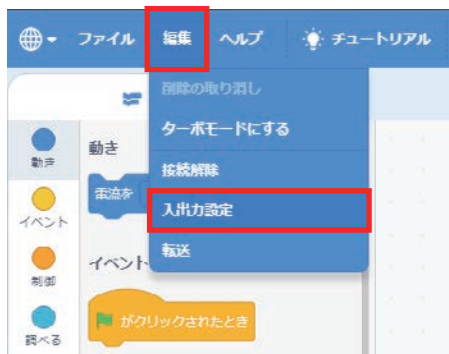 ファイル 編集 ヘルプ チュートリアル
削除の取り消し
ターボモードにする
接続解除
入出力設定
転送
動き
イベント
制御
調べる
動き
電流を
イベント
がクリックされたとき